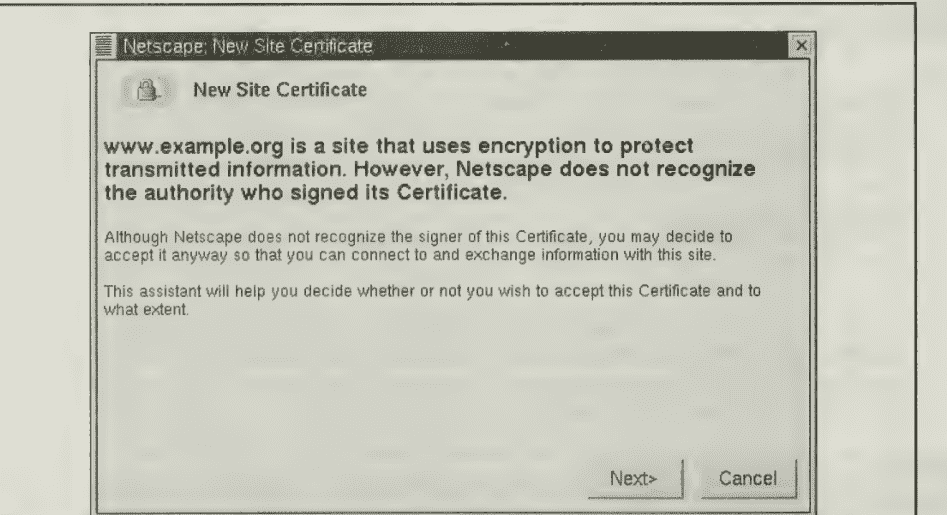 Netscape: New Site Certificate
New Site Certificate
www.example.org is a site that uses encryption to protect
transmitted information. However, Netscape does not recognize
the authority who signed its Certificate.
Although Netscape does not recognize the signer of this Certificate, you may decide to
accept it anyway so that you can connect to and exchange information with this site.
This assistant will help you decide whether or not you wish to accept this Certificate and to
what extent.
Next> Cancel